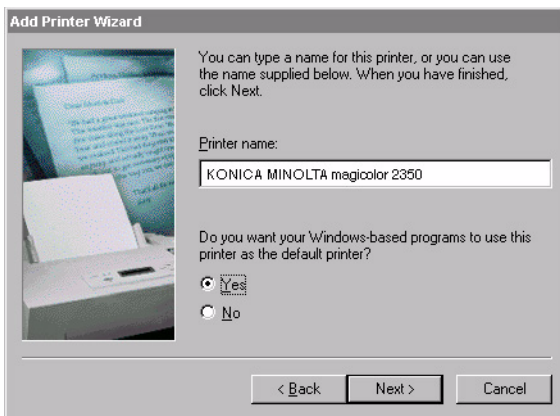 Add Printer Wizard
You can type a name for this printer, or you can use
the name supplied below. When you have finished,
click Next.
Printer name:
KONICA MINOLTA magicolor 2350
Do you want your Windows-based programs to use this
printer as the default printer?
Yes
No
< Back
Next >
Cancel